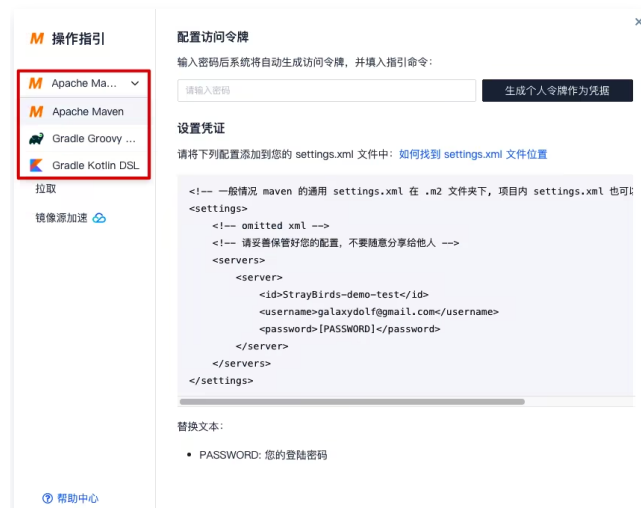 操作指引
Apache Ma...
Apache Maven
Gradle Groovy ...
Gradle Kotlin DSL
拉取
镜像源加速
帮助中心
配置访问令牌
输入密码后系统将自动生成访问令牌，并填入指引命令：
请输入密码
生成个人令牌作为凭据
设置凭证
请将下列配置添加到您的 settings.xml 文件中： 如何找到 settings.xml 文件位置
<!-- 一般情况 maven 的通用 settings.xml 在 .m2 文件夹下, 项目内 settings.xml 也可以
<settings>
    <!-- omitted xml -->
    <!-- 请妥善保管好您的配置，不要随意分享给他人 -->
    <servers>
        <server>
            <id>StrayBirds-demo-test</id>
            <username>galaxydolf@gmail.com</username>
            <password>[PASSWORD]</password>
        </server>
    </servers>
</settings>
替换文本：
• PASSWORD: 您的登陆密码